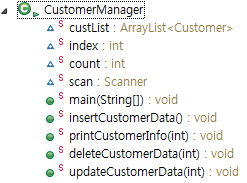 CustomerManager
S custList : ArrayList<Customer>
S index : int
S count : int
S scan : Scanner
S main(String[]) : void
S insertCustomerData() : void
S printCustomerInfo(int) : void
S deleteCustomerData(int) : void
S updateCustomerData(int) : void